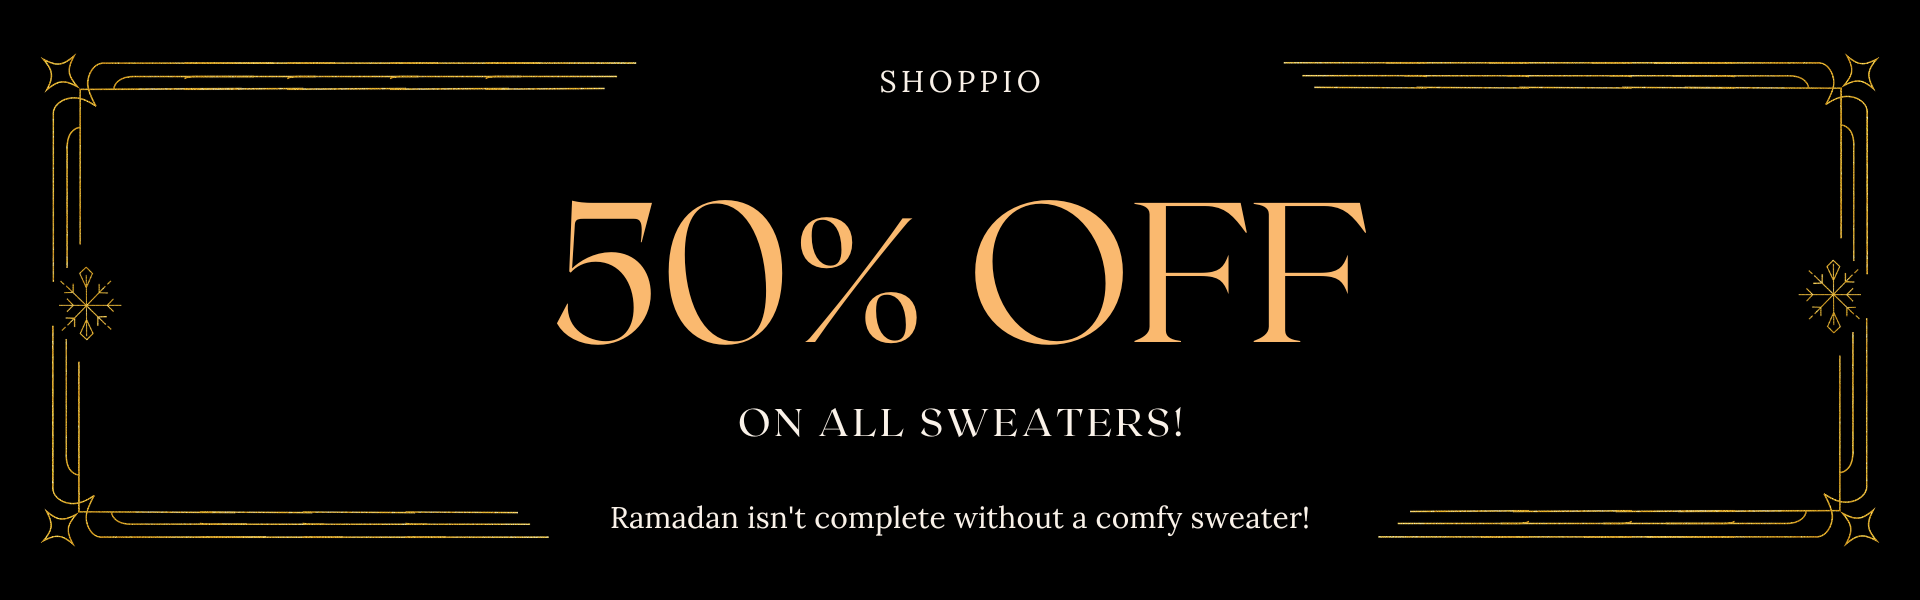 SHOPPIO
50% OFF
ON ALL SWEATERS!
Ramadan isn't complete without a comfy sweater!